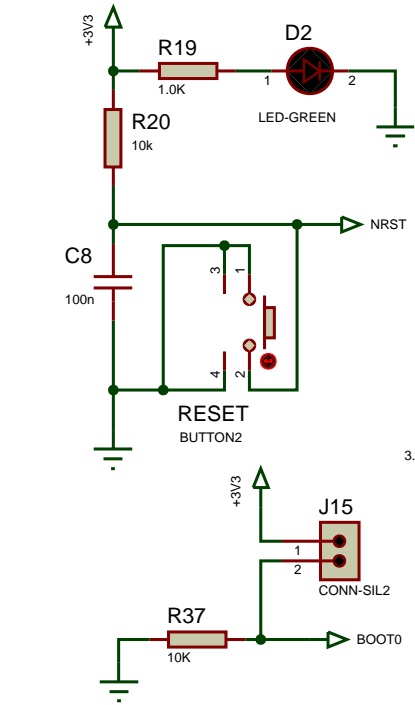 +3V3
R19
1.0K
D2
1
2
LED-GREEN
R20
10k
NRST
C8
100n
3
1
4
2
RESET
BUTTON2
3.
+3V3
J15
1
2
CONN-SIL2
R37
10K
BOOT0